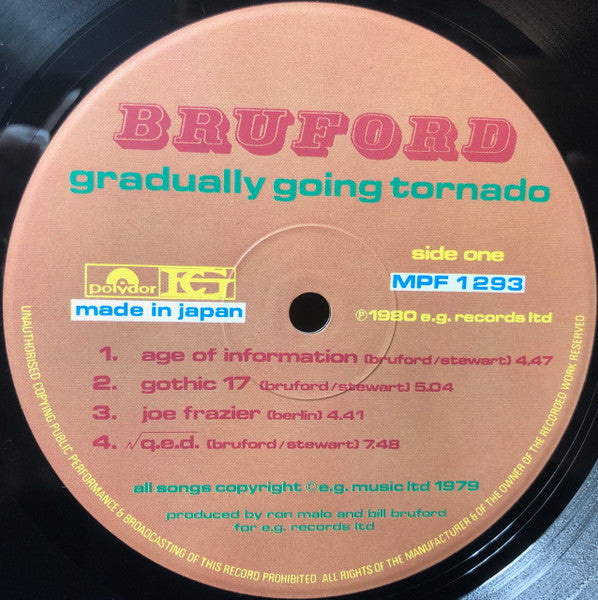 BRUFORD
gradually going tornado
side one
polydor EG
MPF 1293
made in japan
℗1980 e.g. records ltd
1. age of information (bruford/stewart) 4.47
2. gothic 17 (bruford/stewart) 5.04
3. joe frazier (berlin) 4.41
4. √q.e.d. (bruford/stewart) 7.48
all songs copyright © e.g. music ltd 1979
produced by ron malo and bill bruford
for e.g. records ltd
UNAUTHORISED COPYING PUBLIC PERFORMANCE & BROADCASTING OF THIS RECORD PROHIBITED. ALL RIGHTS OF THE MANUFACTURER & OF THE OWNER OF THE RECORDED WORK RESERVED